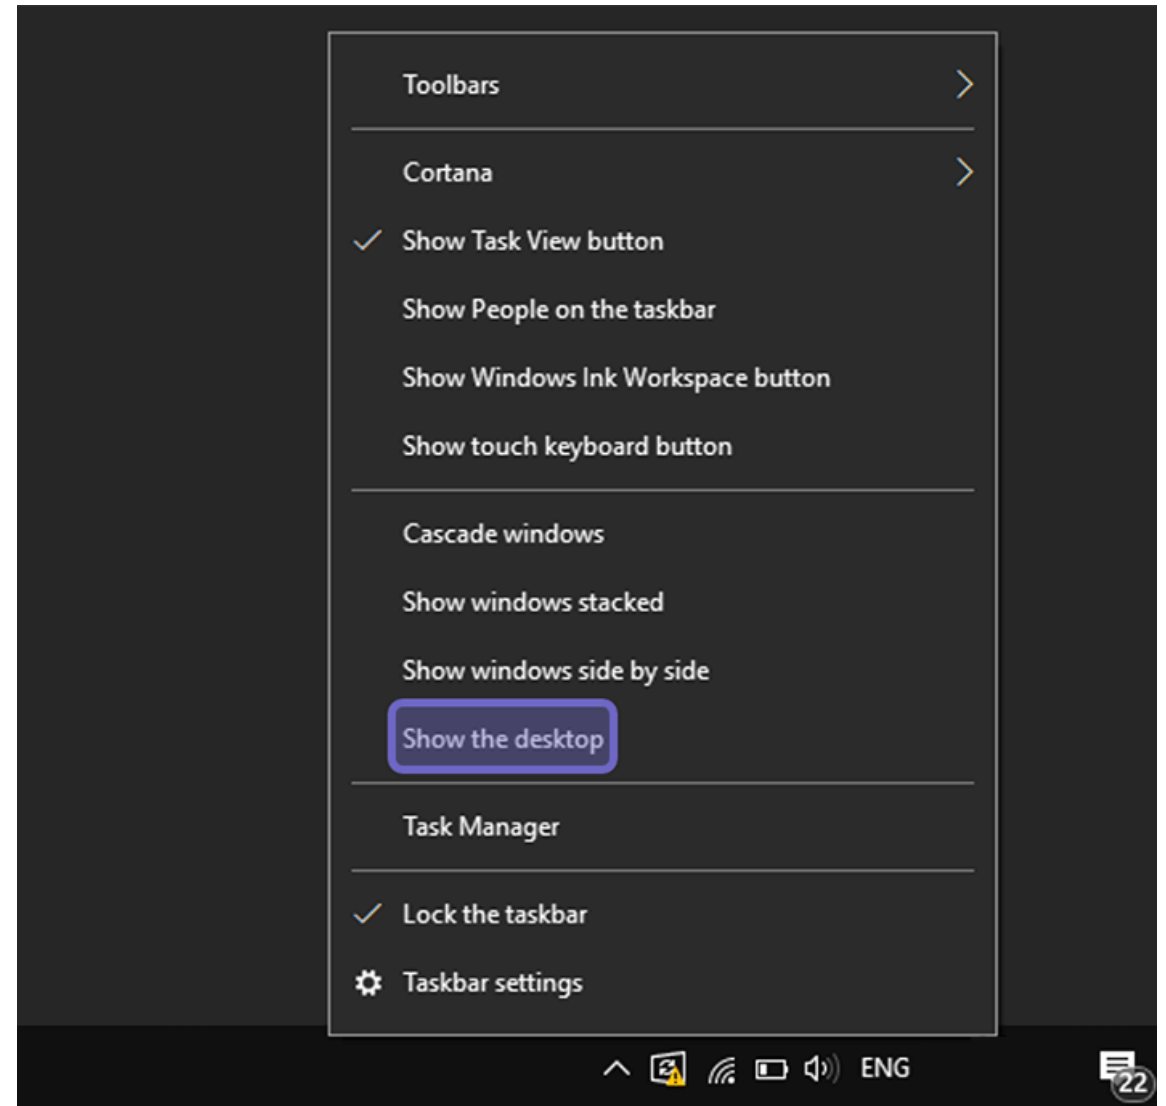 Toolbars
Cortana
Show Task View button
Show People on the taskbar
Show Windows Ink Workspace button
Show touch keyboard button
Cascade windows
Show windows stacked
Show windows side by side
Show the desktop
Task Manager
Lock the taskbar
Taskbar settings
ENG
22